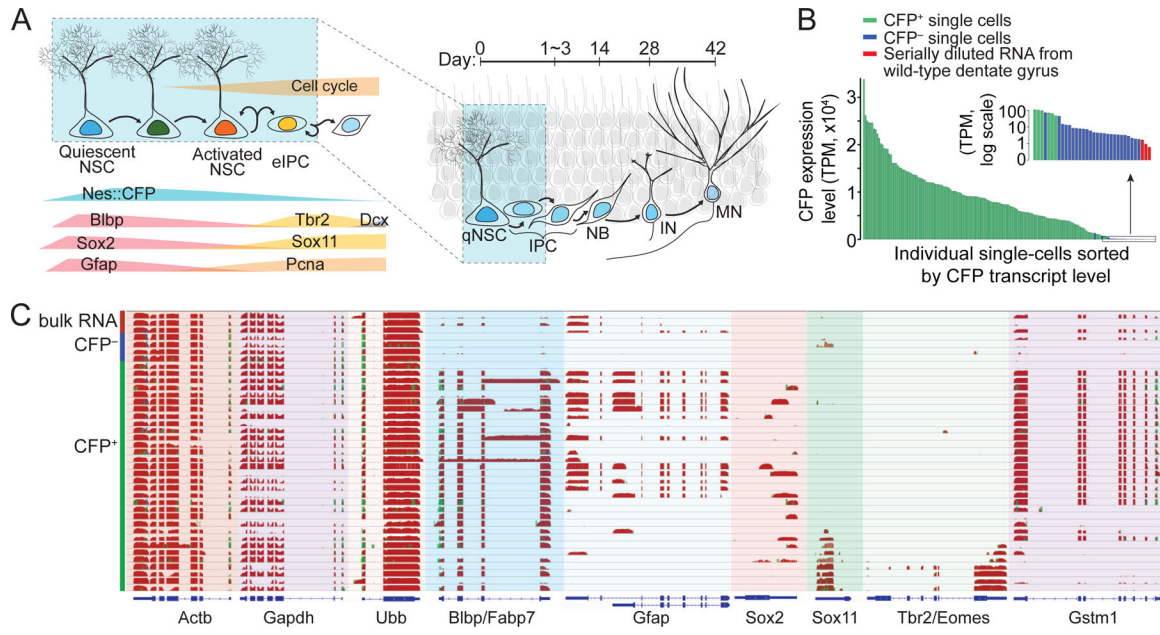 A
Day:
0
1~3
14
28
42
Cell cycle
Quiescent
NSC
Activated
NSC
eIPC
Nes::CFP
Blbp
Tbr2
Dcx
Sox2
Sox11
Gfap
Pcna
qNSC
IPC
NB
IN
MN
B
CFP+ single cells
CFP− single cells
Serially diluted RNA from
wild-type dentate gyrus
CFP expression
level (TPM, x10⁴)
3
2
1
0
(TPM,
log scale)
100
10
1
0
Individual single-cells sorted
by CFP transcript level
C
bulk RNA
CFP−
CFP+
Actb
Gapdh
Ubb
Blbp/Fabp7
Gfap
Sox2
Sox11
Tbr2/Eomes
Gstm1